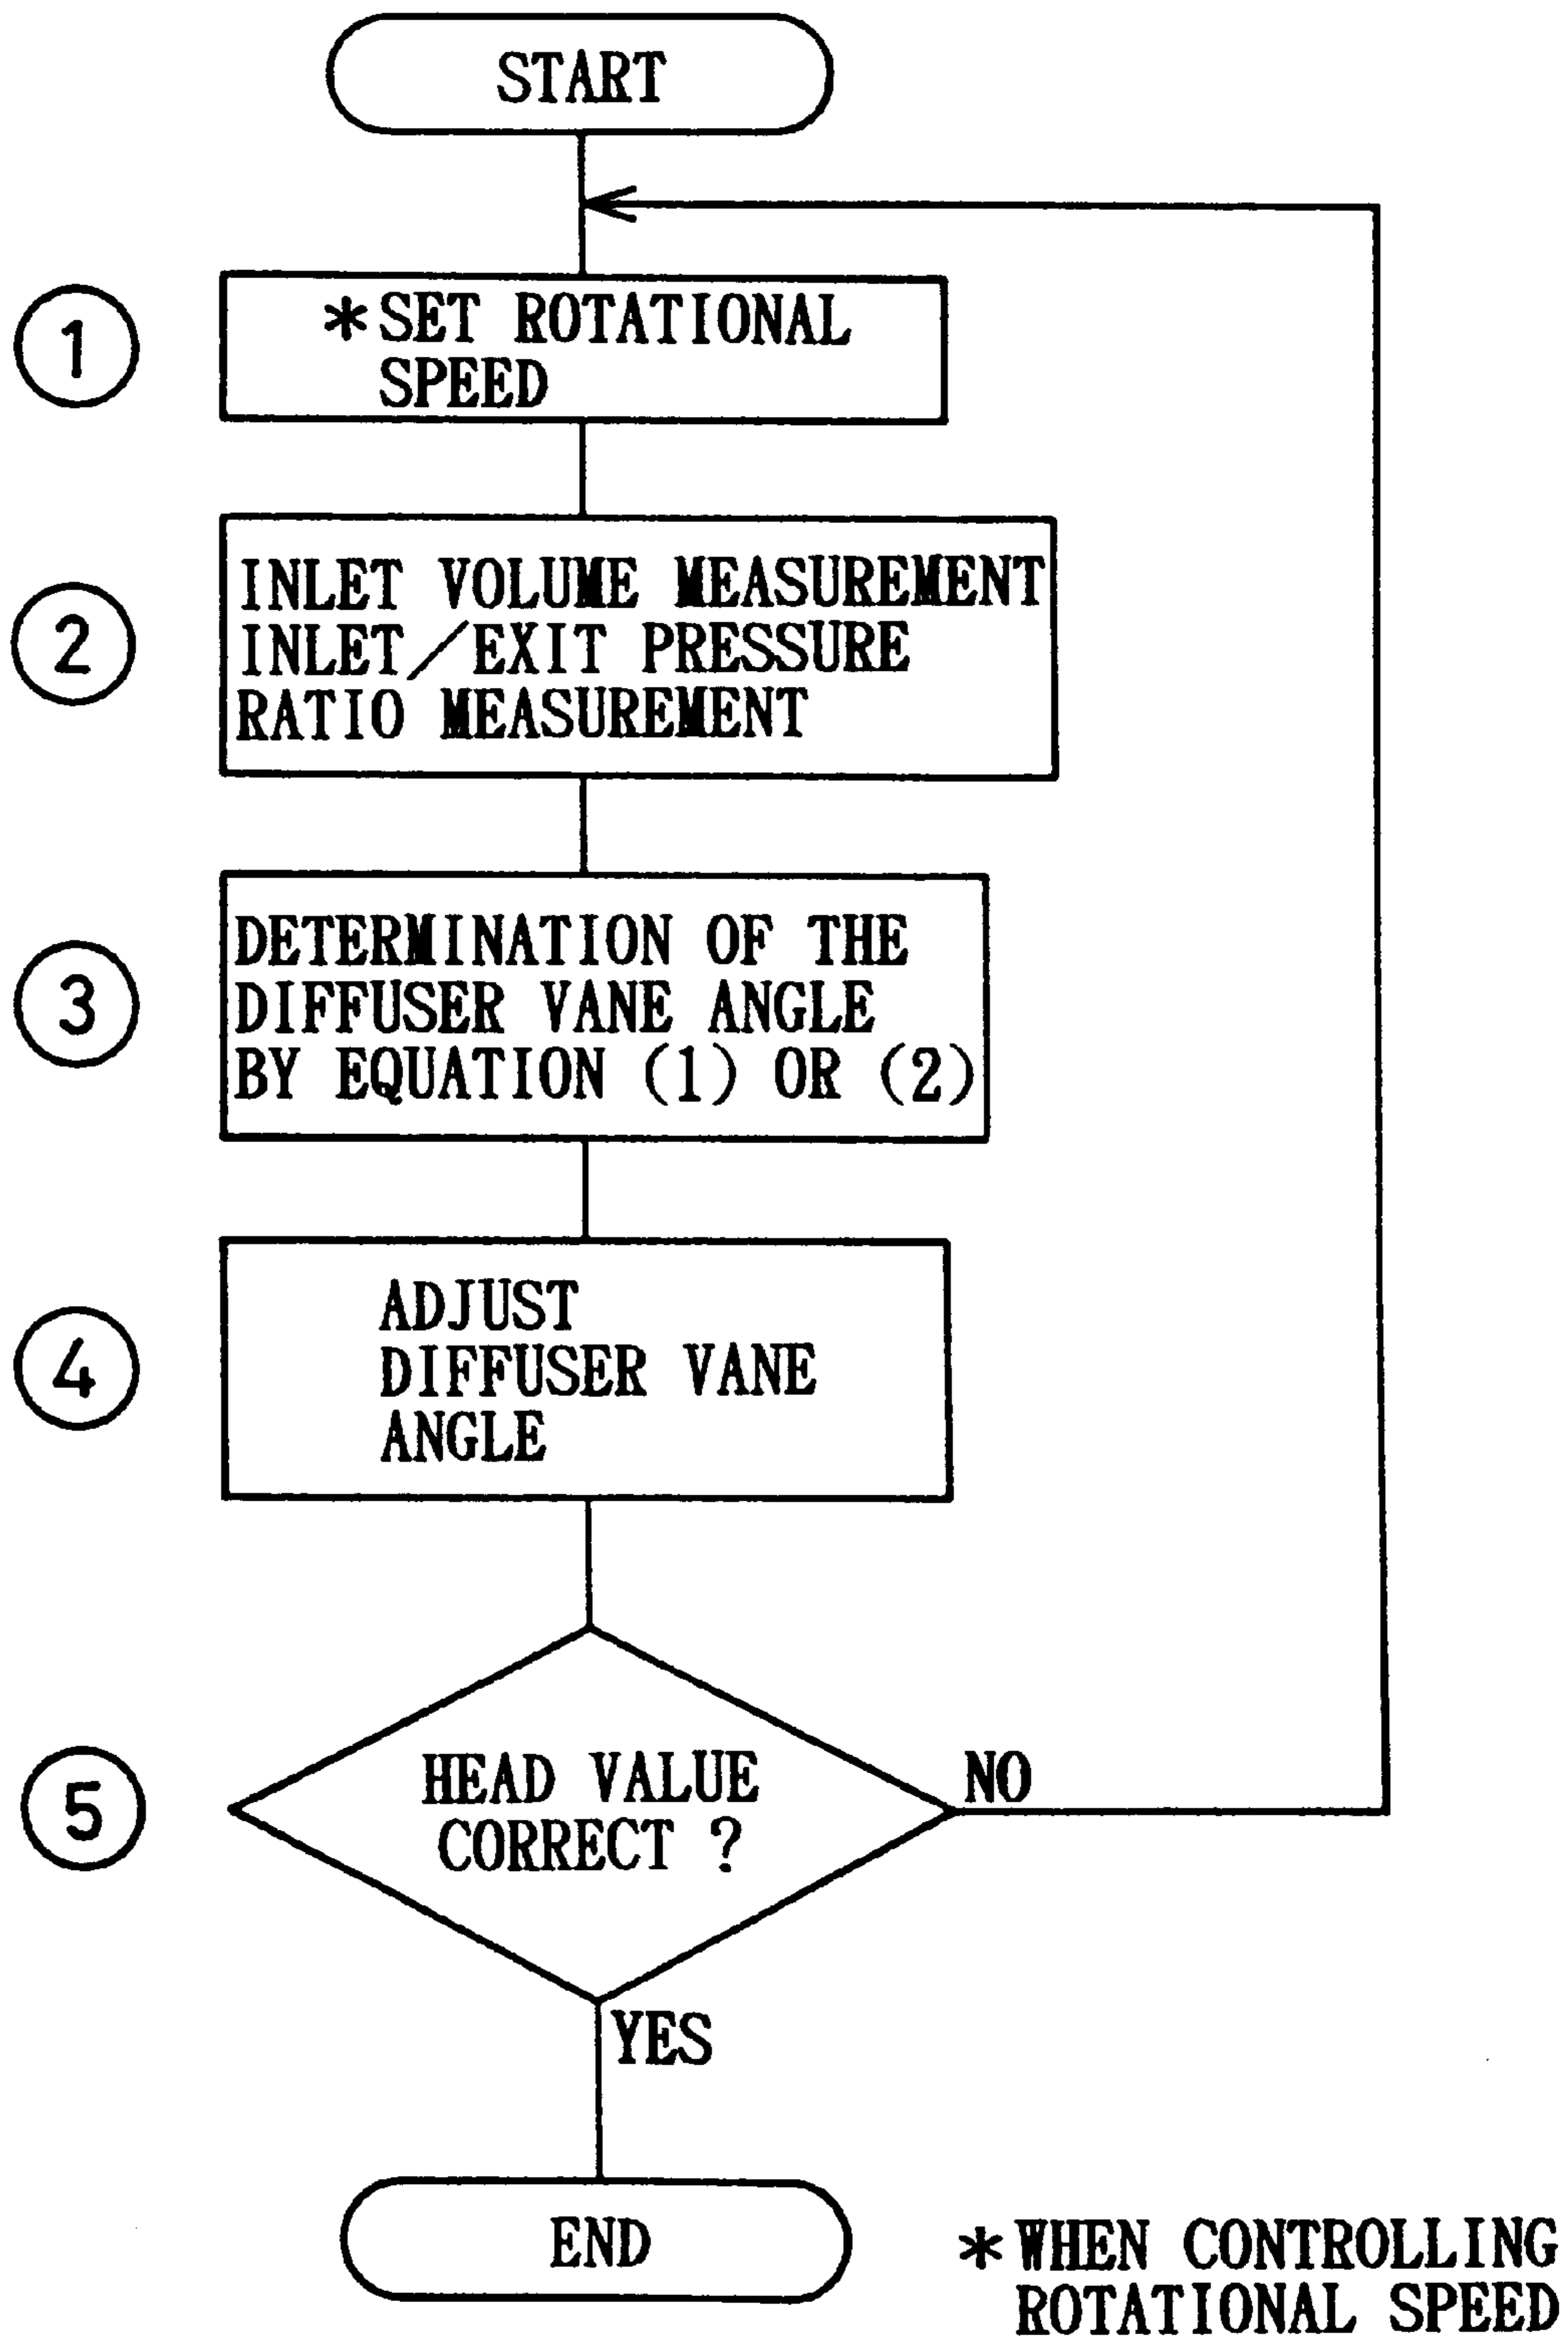 START
1
*SET ROTATIONAL
SPEED
2
INLET VOLUME MEASUREMENT
INLET/EXIT PRESSURE
RATIO MEASUREMENT
3
DETERMINATION OF THE
DIFFUSER VANE ANGLE
BY EQUATION (1) OR (2)
4
ADJUST
DIFFUSER VANE
ANGLE
5
HEAD VALUE
CORRECT ?
NO
YES
END
*WHEN CONTROLLING
ROTATIONAL SPEED